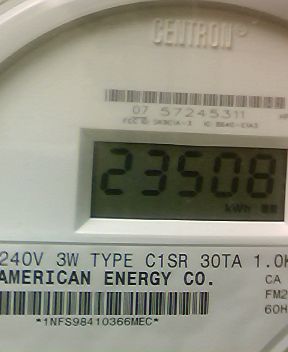 CENTRON®
07 57245311
23508
kWh
240V 3W TYPE C1SR 30TA 1.0K
AMERICAN ENERGY CO.
CA
FM2
60H
*1NFS98410366MEC*